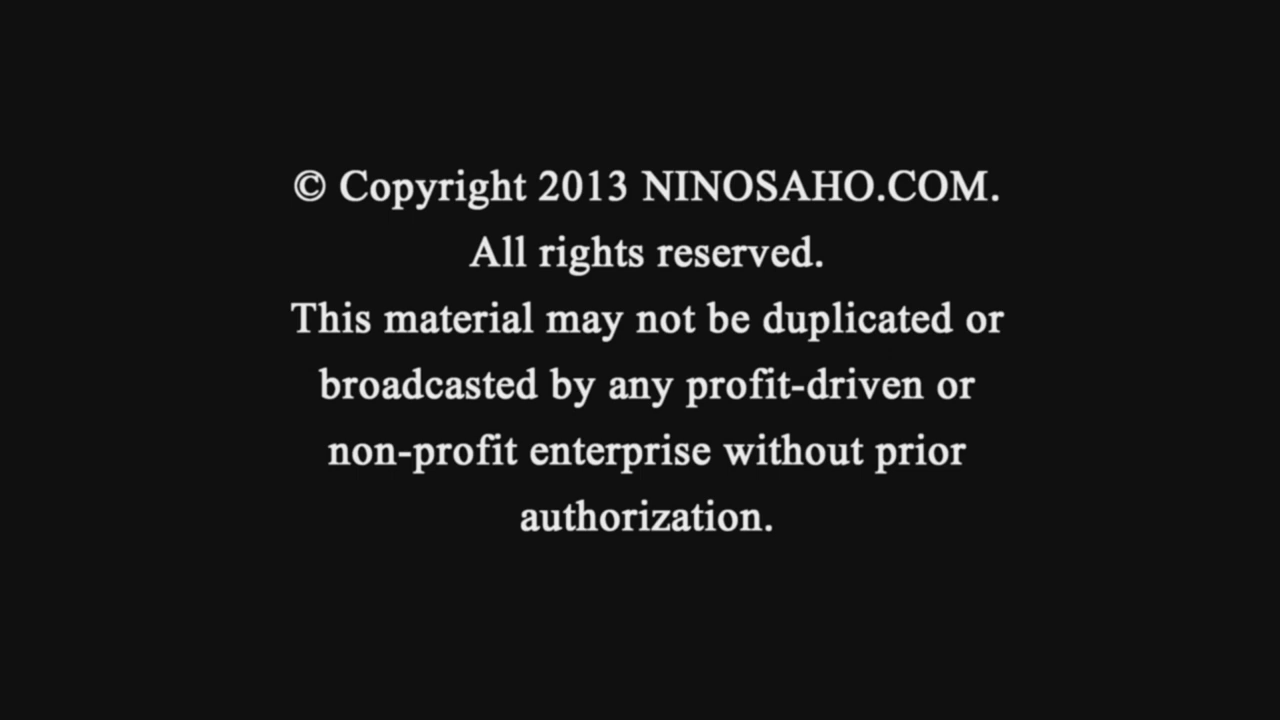 © Copyright 2013 NINOSAHO.COM.
All rights reserved.
This material may not be duplicated or
broadcasted by any profit-driven or
non-profit enterprise without prior
authorization.